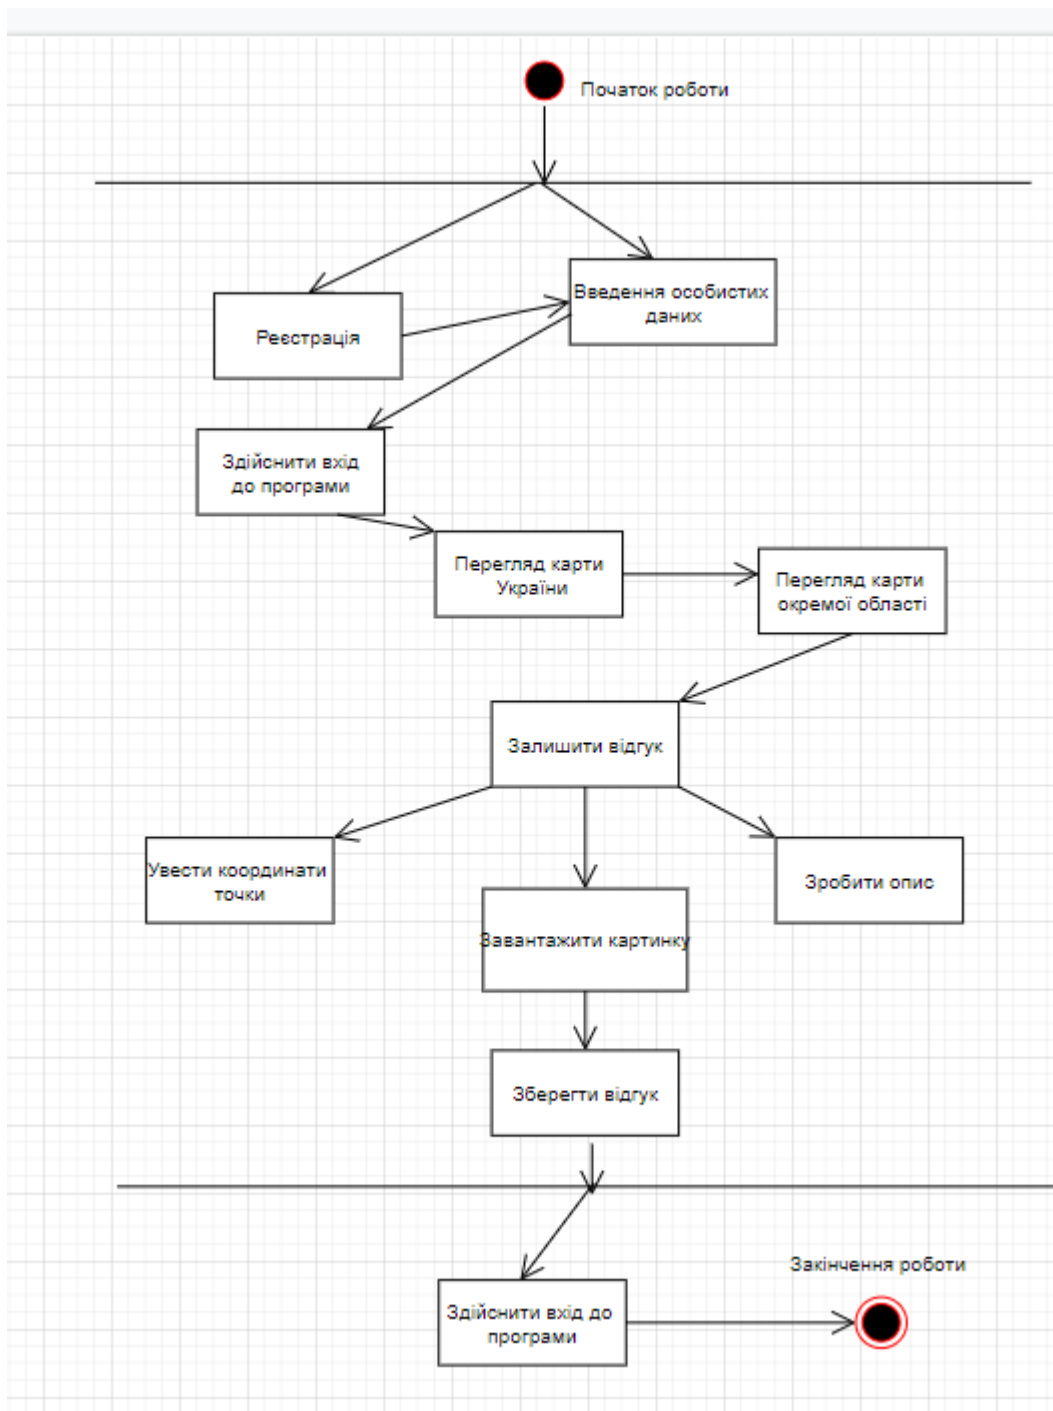 Початок роботи
Введення особистих
даних
Реєстрація
Здійснити вхід
до програми
Перегляд карти
України
Перегляд карти
окремої області
Залишити відгук
Увести координати
точки
Зробити опис
Завантажити картинку
Зберегти відгук
Закінчення роботи
Здійснити вхід до
програми